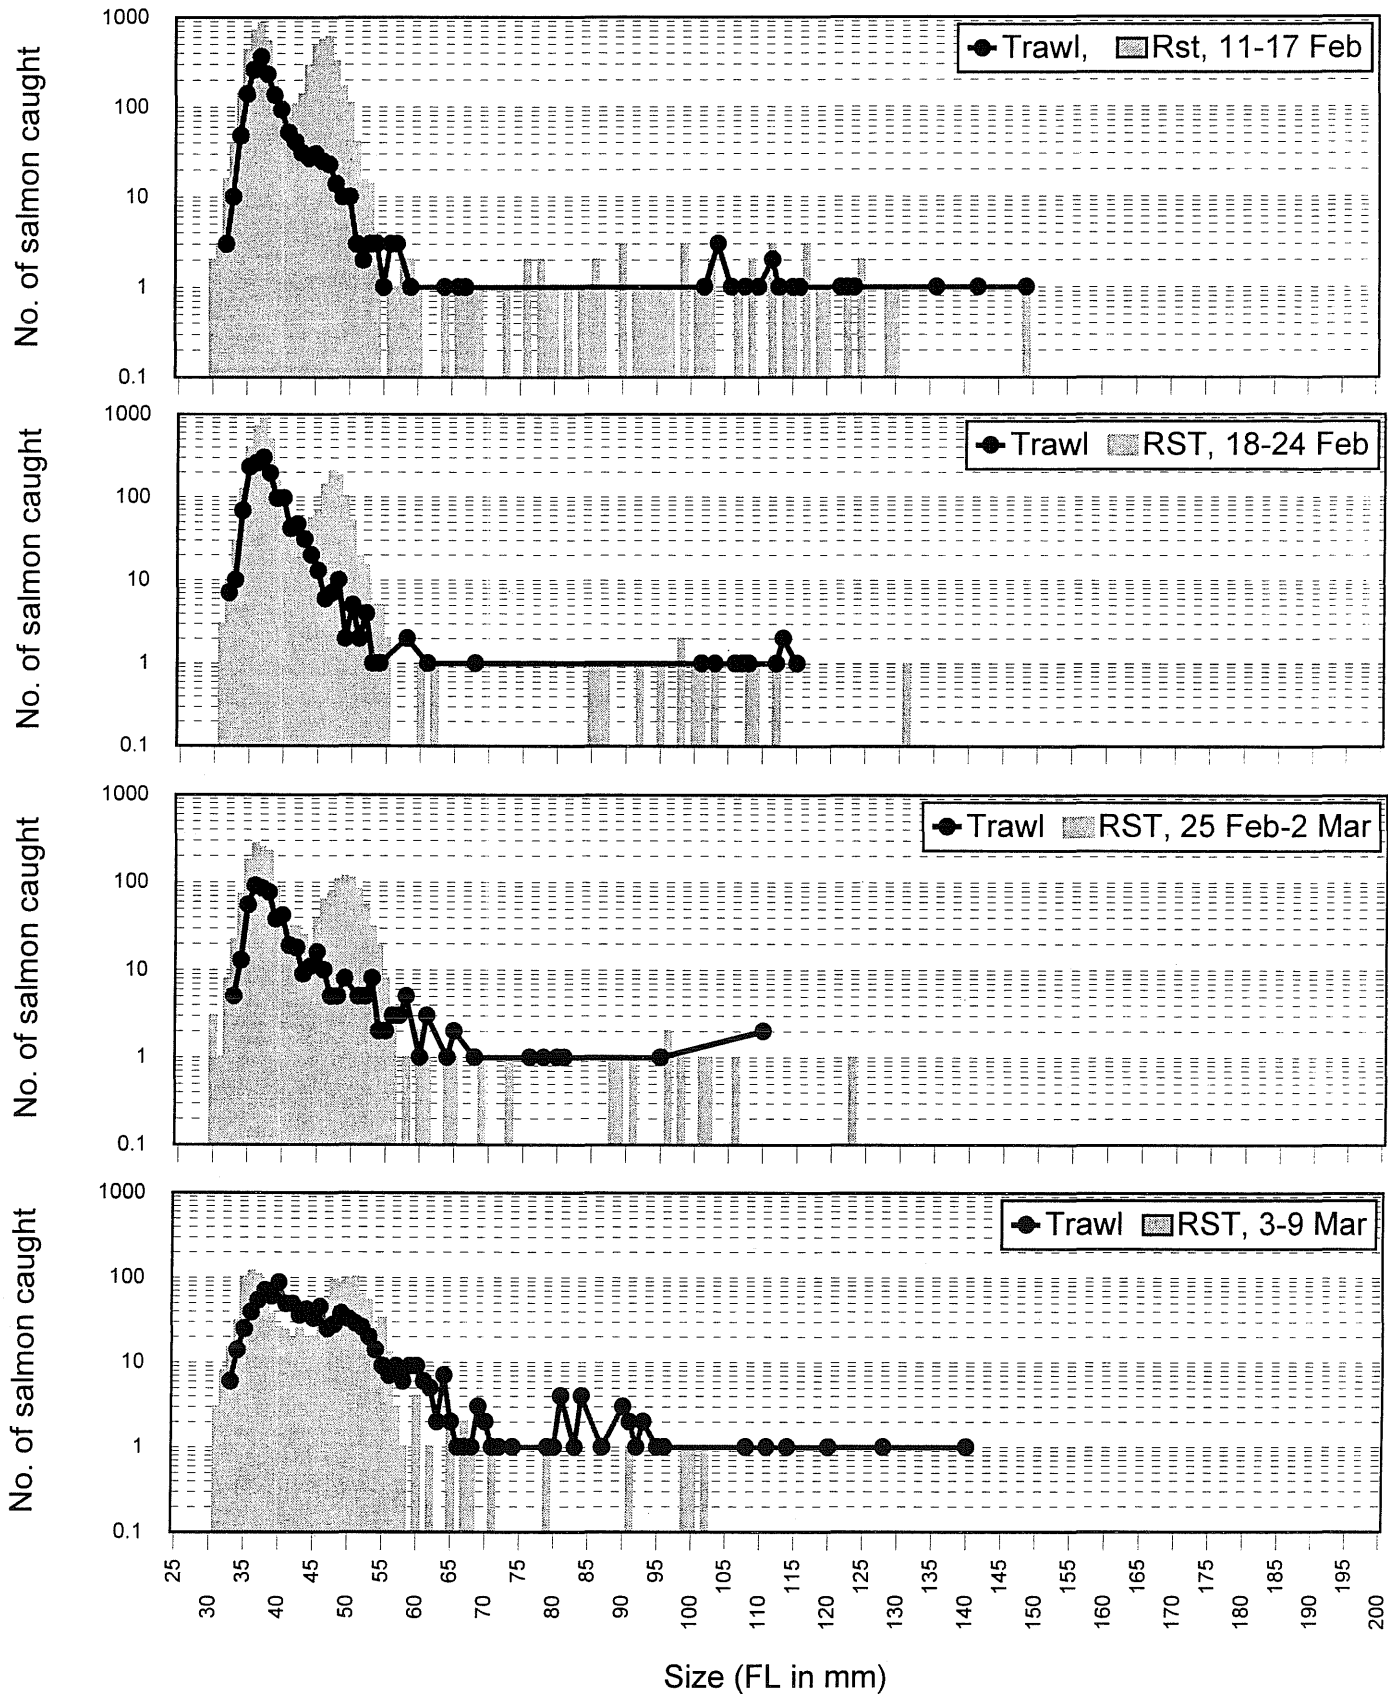 No. of salmon caught
1000
100
10
1
0.1
Trawl, Rst, 11-17 Feb
No. of salmon caught
1000
100
10
1
0.1
Trawl RST, 18-24 Feb
No. of salmon caught
1000
100
10
1
0.1
Trawl RST, 25 Feb-2 Mar
No. of salmon caught
1000
100
10
1
0.1
Trawl RST, 3-9 Mar
25 35 45 55 65 75 85 95 105 115 125 135 145 155 165 175 185 195
30 40 50 60 70 80 90 100 110 120 130 140 150 160 170 180 190 200
Size (FL in mm)